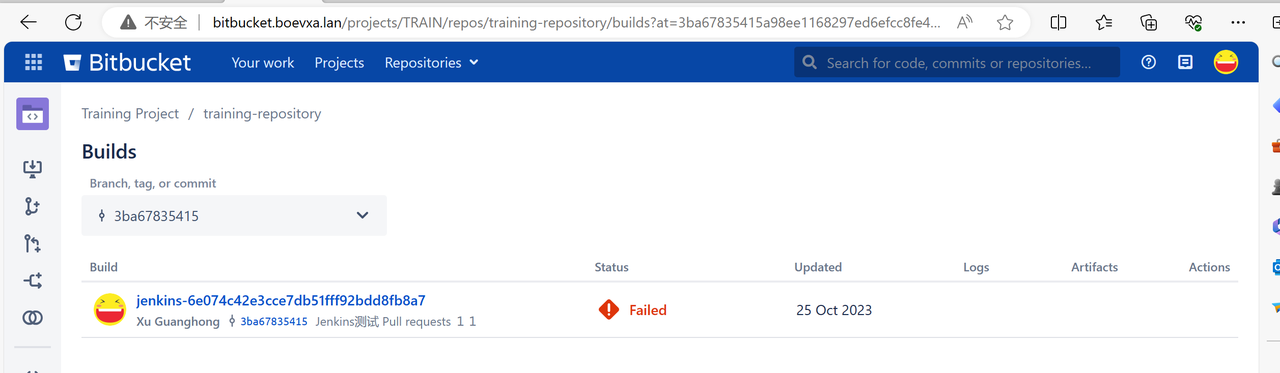 不安全 bitbucket.boevxa.lan/projects/TRAIN/repos/training-repository/builds?at=3ba67835415a98ee1168297ed6efcc8fe4...
Bitbucket Your work Projects Repositories Search for code, commits or repositories...
Training Project / training-repository
Builds
Branch, tag, or commit
3ba67835415
Build Status Updated Logs Artifacts Actions
jenkins-6e074c42e3cce7db51fff92bdd8fb8a7
Failed 25 Oct 2023
Xu Guanghong 3ba67835415 Jenkins测试 Pull requests 1 1